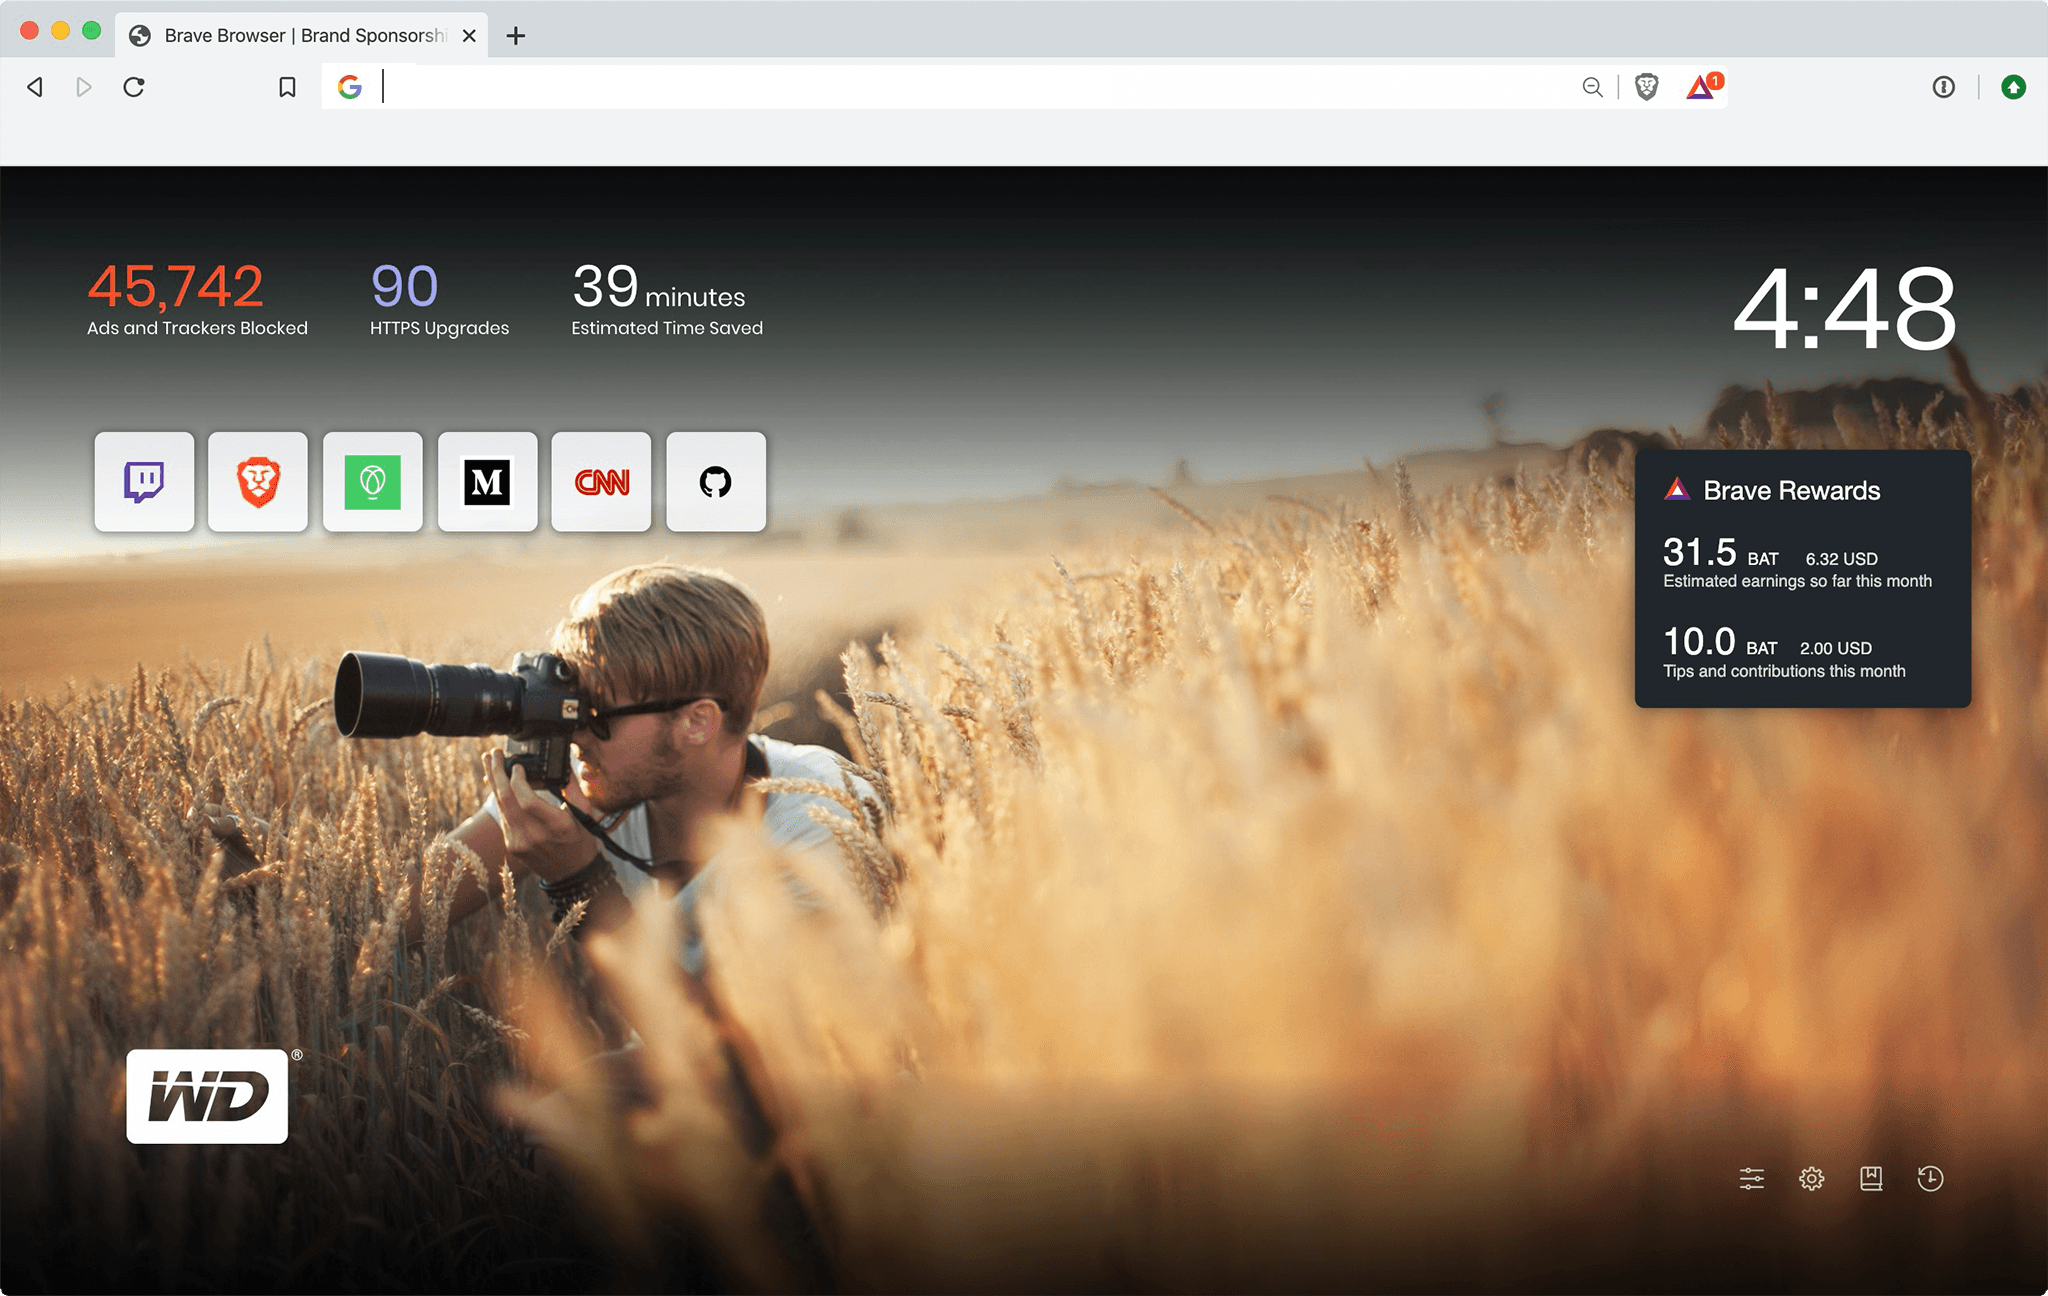 Brave Browser | Brand Sponsorshi
1
45,742
Ads and Trackers Blocked
90
HTTPS Upgrades
39 minutes
Estimated Time Saved
4:48
M
CNN
Brave Rewards
31.5 BAT 6.32 USD
Estimated earnings so far this month
10.0 BAT 2.00 USD
Tips and contributions this month
WD®